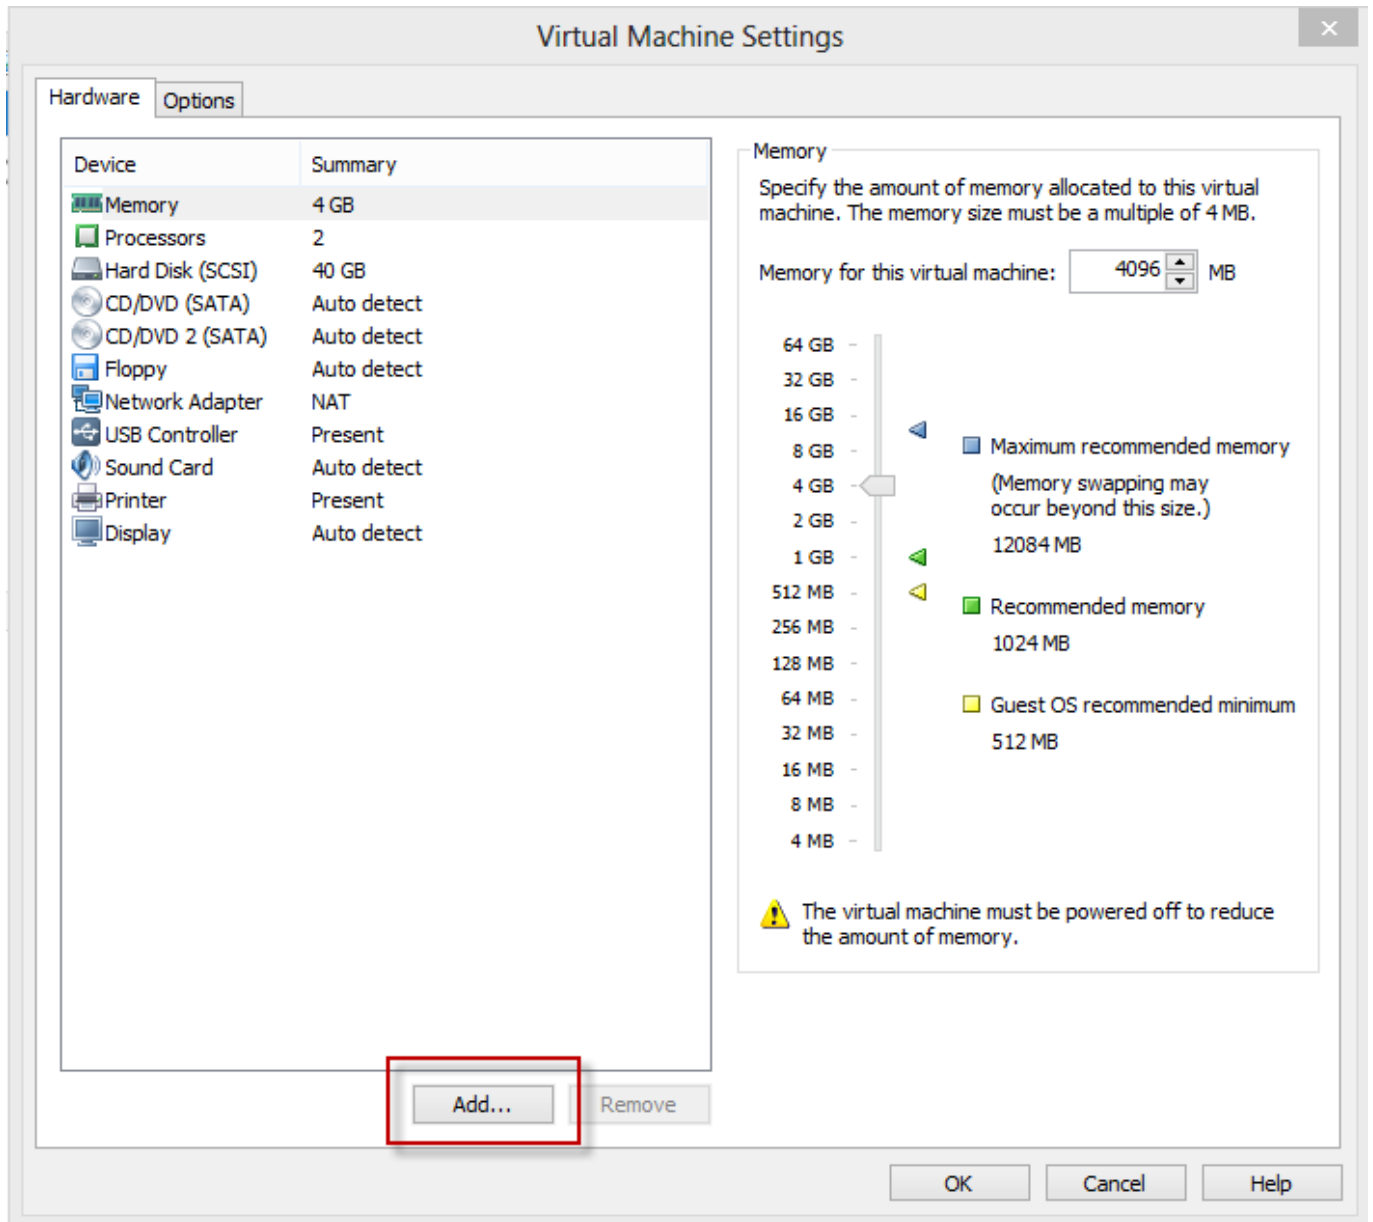 Virtual Machine Settings
Hardware
Options
Device Summary
Memory 4 GB
Processors 2
Hard Disk (SCSI) 40 GB
CD/DVD (SATA) Auto detect
CD/DVD 2 (SATA) Auto detect
Floppy Auto detect
Network Adapter NAT
USB Controller Present
Sound Card Auto detect
Printer Present
Display Auto detect
Add...
Remove
Memory
Specify the amount of memory allocated to this virtual
machine. The memory size must be a multiple of 4 MB.
Memory for this virtual machine: 4096 MB
64 GB
32 GB
16 GB
8 GB
4 GB
2 GB
1 GB
512 MB
256 MB
128 MB
64 MB
32 MB
16 MB
8 MB
4 MB
Maximum recommended memory
(Memory swapping may
occur beyond this size.)
12084 MB
Recommended memory
1024 MB
Guest OS recommended minimum
512 MB
The virtual machine must be powered off to reduce
the amount of memory.
OK
Cancel
Help